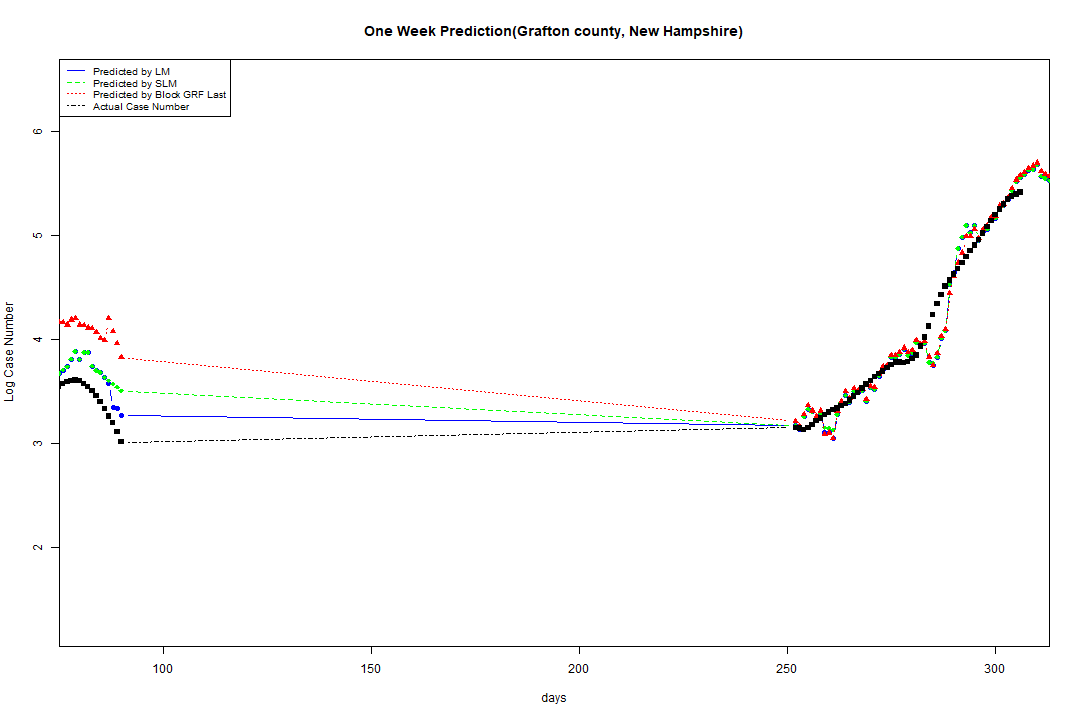 One Week Prediction(Grafton county, New Hampshire)
Predicted by LM
Predicted by SLM
Predicted by Block GRF Last
Actual Case Number
6
5
4
3
2
Log Case Number
100 150 200 250 300
days